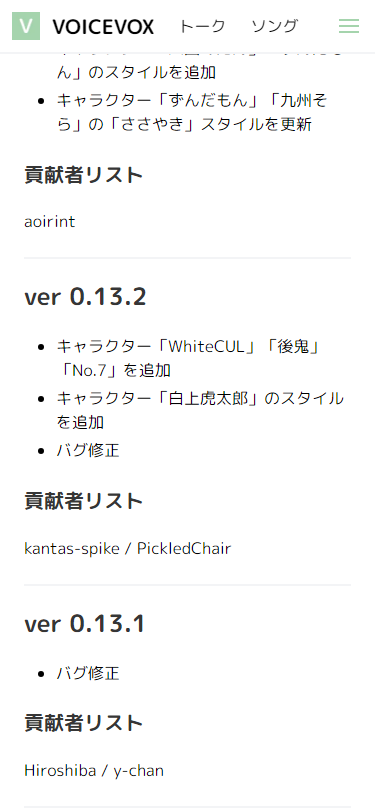 V VOICEVOX トーク ソング
ん」のスタイルを追加
キャラクター「ずんだもん」「九州そ
ら」の「ささやき」スタイルを更新
貢献者リスト
aoirint
ver 0.13.2
キャラクター「WhiteCUL」「後鬼」
「No.7」を追加
キャラクター「白上虎太郎」のスタイル
を追加
バグ修正
貢献者リスト
kantas-spike / PickledChair
ver 0.13.1
バグ修正
貢献者リスト
Hiroshiba / y-chan